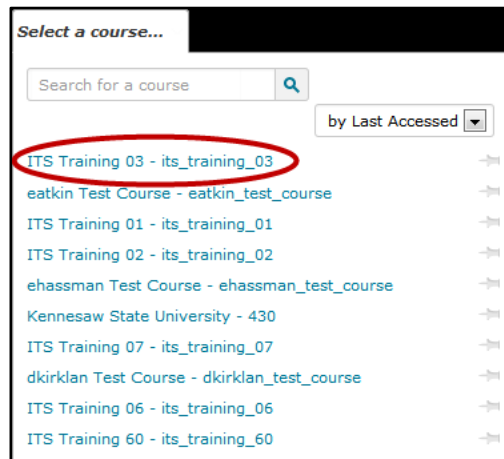 Select a course...
Search for a course
by Last Accessed
ITS Training 03 - its_training_03
eatkin Test Course - eatkin_test_course
ITS Training 01 - its_training_01
ITS Training 02 - its_training_02
ehassman Test Course - ehassman_test_course
Kennesaw State University - 430
ITS Training 07 - its_training_07
dkirklan Test Course - dkirklan_test_course
ITS Training 06 - its_training_06
ITS Training 60 - its_training_60